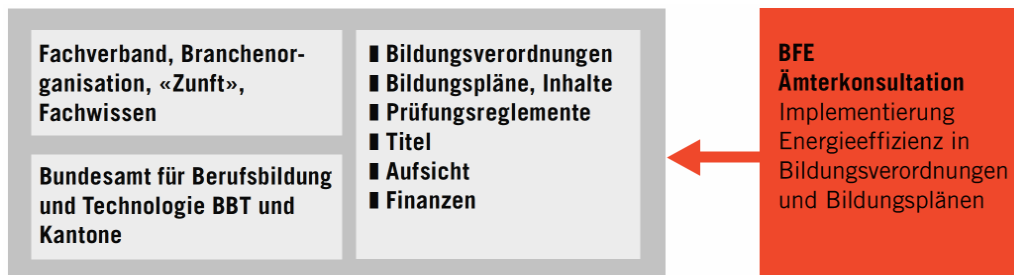 Fachverband, Branchenor-
ganisation, «Zunft»,
Fachwissen
Bundesamt für Berufsbildung
und Technologie BBT und
Kantone
∎ Bildungsverordnungen
∎ Bildungspläne, Inhalte
∎ Prüfungsreglemente
∎ Titel
∎ Aufsicht
∎ Finanzen
BFE
Ämterkonsultation
Implementierung
Energieeffizienz in
Bildungsverordnungen
und Bildungsplänen